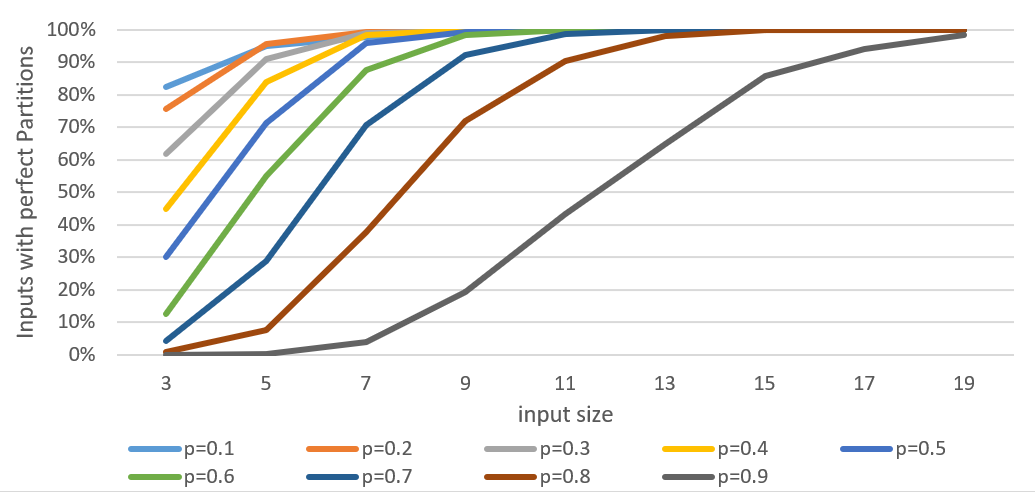 Inputs with perfect Partitions
100%
90%
80%
70%
60%
50%
40%
30%
20%
10%
0%
3 5 7 9 11 13 15 17 19
input size
p=0.1 p=0.2 p=0.3 p=0.4 p=0.5
p=0.6 p=0.7 p=0.8 p=0.9